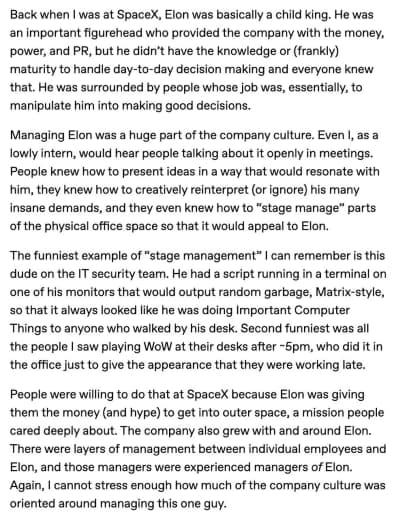 Back when I was at SpaceX, Elon was basically a child king. He was
an important figurehead who provided the company with the money,
power, and PR, but he didn't have the knowledge or (frankly)
maturity to handle day-to-day decision making and everyone knew
that. He was surrounded by people whose job was, essentially, to
manipulate him into making good decisions.
Managing Elon was a huge part of the company culture. Even I, as a
lowly intern, would hear people talking about it openly in meetings.
People knew how to present ideas in a way that would resonate with
him, they knew how to creatively reinterpret (or ignore) his many
insane demands, and they even knew how to "stage manage" parts
of the physical office space so that it would appeal to Elon.
The funniest example of "stage management" I can remember is this
dude on the IT security team. He had a script running in a terminal on
one of his monitors that would output random garbage, Matrix-style,
so that it always looked like he was doing Important Computer
Things to anyone who walked by his desk. Second funniest was all
the people I saw playing WoW at their desks after ~5pm, who did it in
the office just to give the appearance that they were working late.
People were willing to do that at SpaceX because Elon was giving
them the money (and hype) to get into outer space, a mission people
cared deeply about. The company also grew with and around Elon.
There were layers of management between individual employees and
Elon, and those managers were experienced managers of Elon.
Again, I cannot stress enough how much of the company culture was
oriented around managing this one guy.